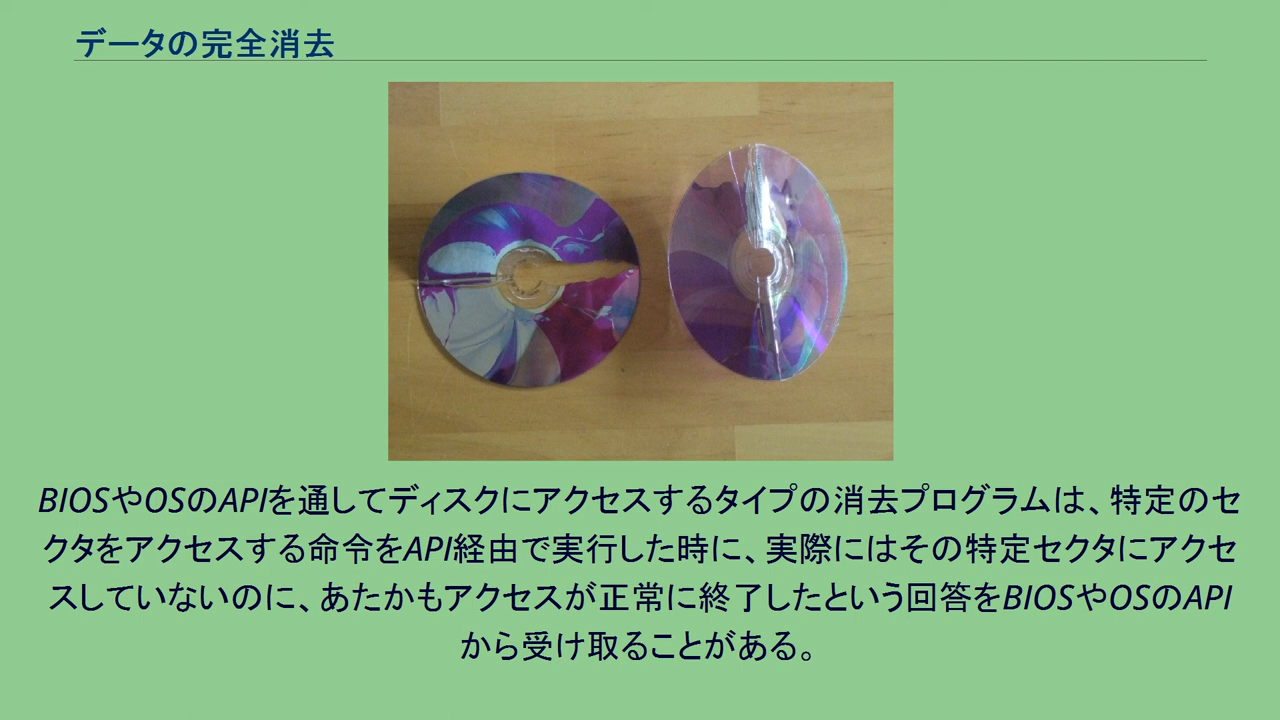 データの完全消去
BIOSやOSのAPIを通してディスクにアクセスするタイプの消去プログラムは、特定のセ
クタをアクセスする命令をAPI経由で実行した時に、実際にはその特定セクタにアクセ
スしていないのに、あたかもアクセスが正常に終了したという回答をBIOSやOSのAPI
から受け取ることがある。